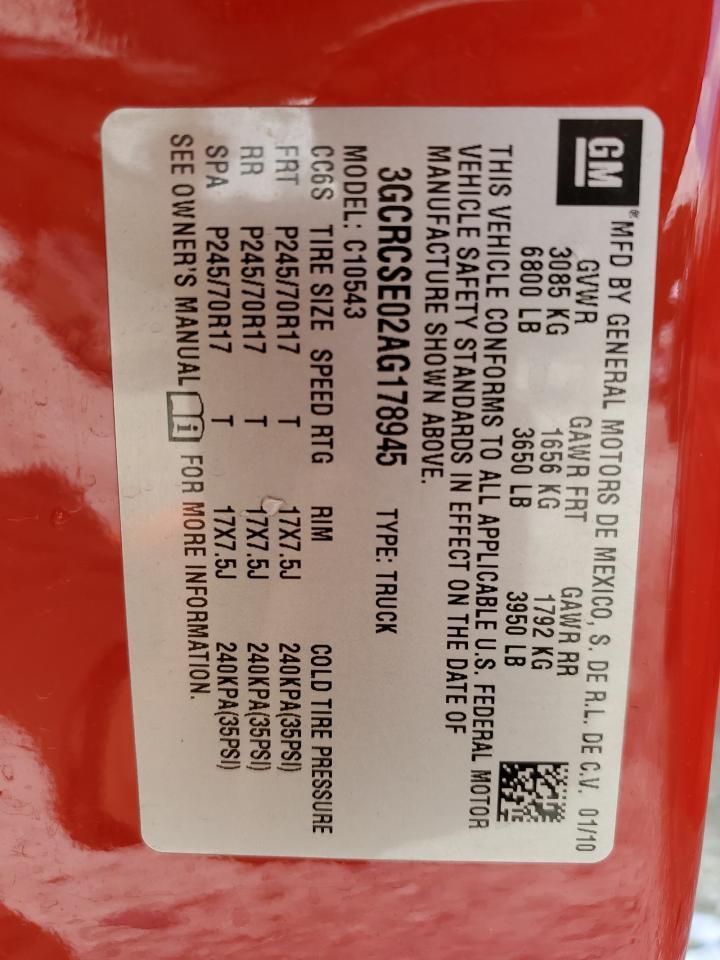 GM
®MFD BY GENERAL MOTORS DE MEXICO, S. DE R.L. DE C.V. 01/10
GVWR GAWR FRT GAWR RR
3085 KG 1656 KG 1792 KG
6800 LB 3650 LB 3950 LB
THIS VEHICLE CONFORMS TO ALL APPLICABLE U.S. FEDERAL MOTOR
VEHICLE SAFETY STANDARDS IN EFFECT ON THE DATE OF
MANUFACTURE SHOWN ABOVE.
3GCRCSE02AG178945 TYPE: TRUCK
MODEL: C10543
CC6S TIRE SIZE SPEED RTG RIM COLD TIRE PRESSURE
FRT P245/70R17 T 17X7.5J 240KPA(35PSI)
RR P245/70R17 T 17X7.5J 240KPA(35PSI)
SPA P245/70R17 T 17X7.5J 240KPA(35PSI)
SEE OWNER'S MANUAL i FOR MORE INFORMATION.